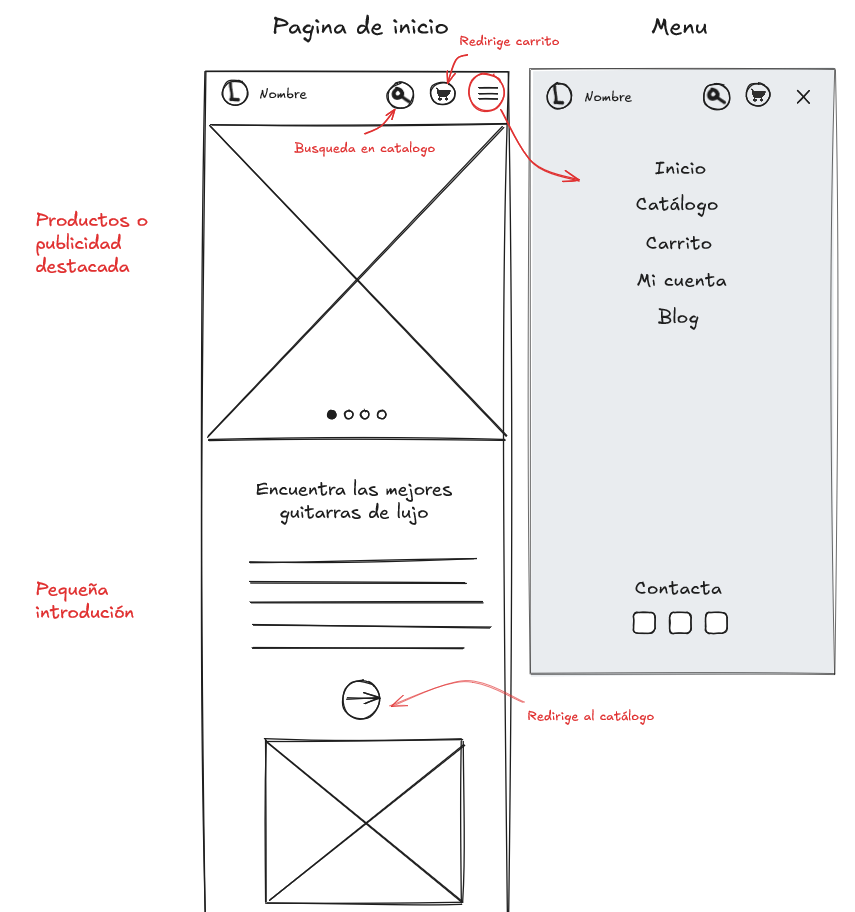 Pagina de inicio
Menu
Redirige carrito
L
Nombre
L
Nombre
Busqueda en catalogo
Inicio
Catálogo
Carrito
Mi cuenta
Blog
Productos o
publicidad
destacada
Encuentra las mejores
guitarras de lujo
Pequeña
introdución
Contacta
Redirige al catálogo